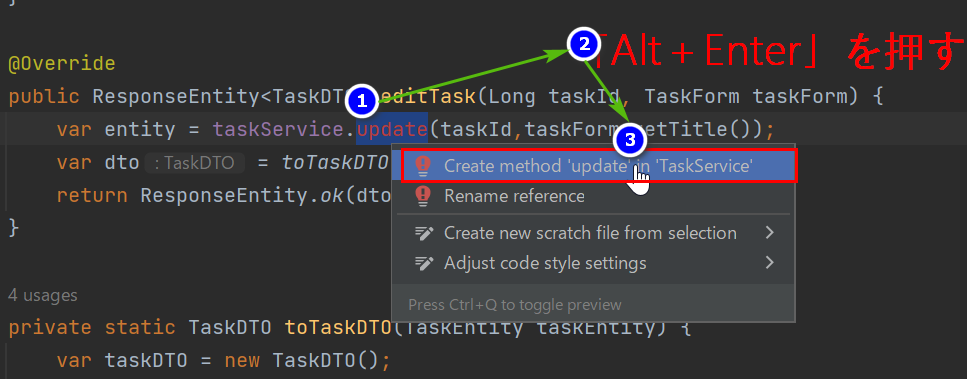 }
@Override 「Alt+Enter」を押す
public ResponseEntity<TaskDTO> editTask(Long taskId, TaskForm taskForm) {
var entity = taskService.update(taskId,taskForm.getTitle());
var dto : TaskDTO = toTaskDTO
return ResponseEntity.ok(dto
}
1
2
3
Create method 'update' in 'TaskService'
Rename reference
Create new scratch file from selection
Adjust code style settings
Press Ctrl+Q to toggle preview
4 usages
private static TaskDTO toTaskDTO(TaskEntity taskEntity) {
var taskDTO = new TaskDTO();